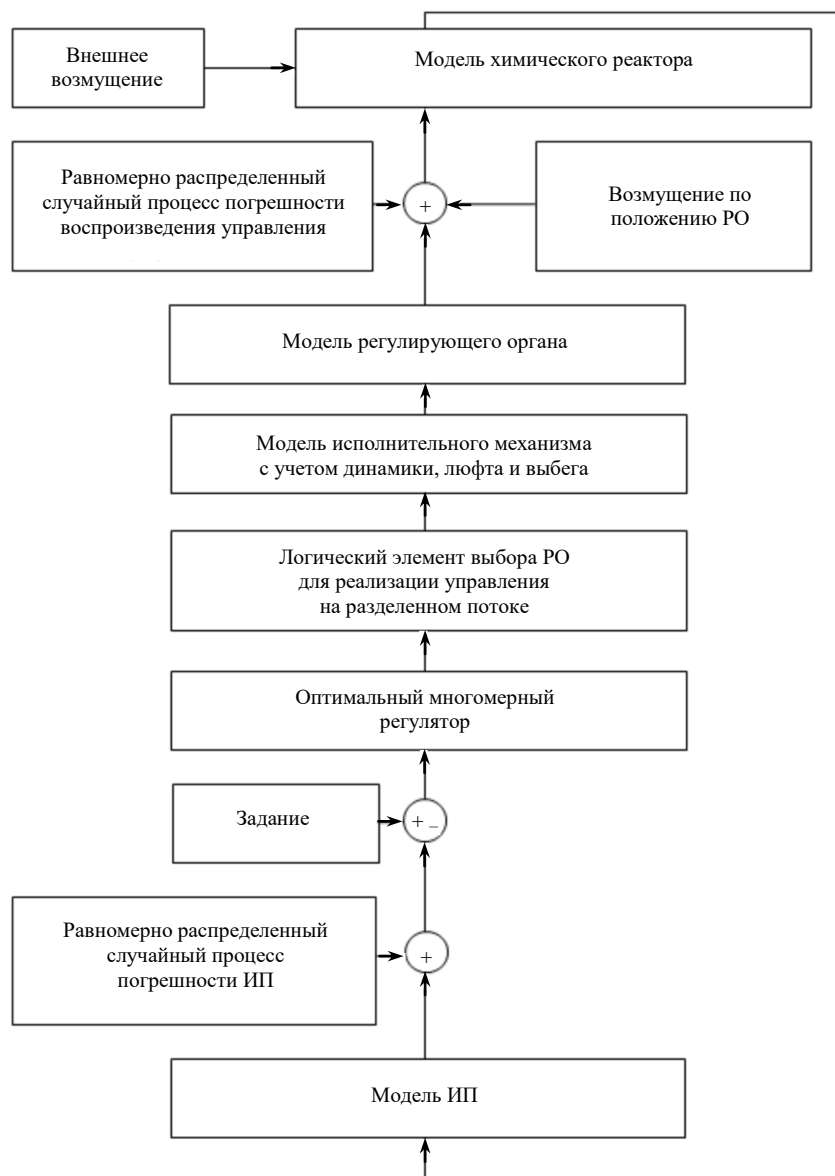 Внешнее
возмущение
Модель химического реактора
Равномерно распределенный
случайный процесс погрешности
воспроизведения управления
+
Возмущение по
положению РО
Модель регулирующего органа
Модель исполнительного механизма
с учетом динамики, люфта и выбега
Логический элемент выбора РО
для реализации управления
на разделенном потоке
Оптимальный многомерный
регулятор
Задание
+ –
Равномерно распределенный
случайный процесс
погрешности ИП
+
Модель ИП